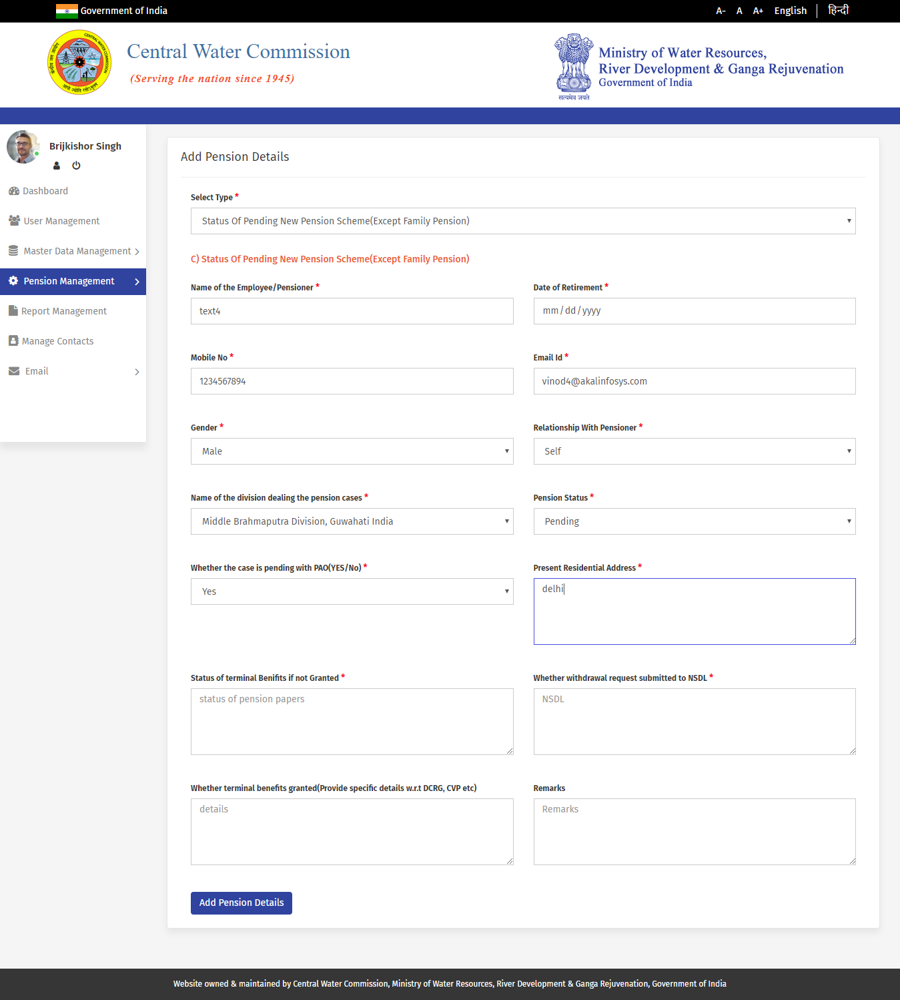 Government of India
A- A A+ English हिन्दी
Central Water Commission
(Serving the nation since 1945)
Ministry of Water Resources,
River Development & Ganga Rejuvenation
Government of India
सत्यमेव जयते
Brijkishor Singh
Dashboard
User Management
Master Data Management
Pension Management
Report Management
Manage Contacts
Email
Add Pension Details
Select Type *
Status Of Pending New Pension Scheme(Except Family Pension)
C) Status Of Pending New Pension Scheme(Except Family Pension)
Name of the Employee/Pensioner * Date of Retirement *
text4 mm/dd/yyyy
Mobile No * Email Id *
1234567894 vinod4@akalinfosys.com
Gender * Relationship With Pensioner *
Male Self
Name of the division dealing the pension cases * Pension Status *
Middle Brahmaputra Division, Guwahati India Pending
Whether the case is pending with PAO(YES/No) * Present Residential Address *
Yes delhi
Status of terminal Benifits if not Granted * Whether withdrawal request submitted to NSDL *
status of pension papers NSDL
Whether terminal benefits granted(Provide specific details w.r.t DCRG, CVP etc) Remarks
details Remarks
Add Pension Details
Website owned & maintained by Central Water Commission, Ministry of Water Resources, River Development & Ganga Rejuvenation, Government of India